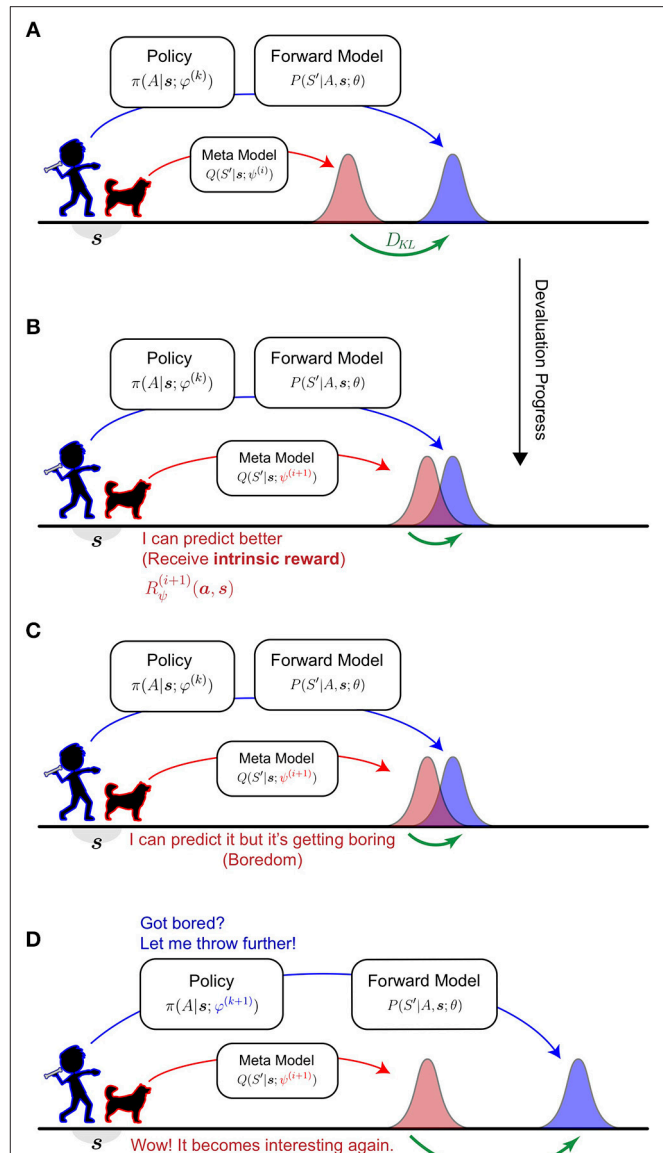 A
Policy
π(A|s; φ^(k))
Forward Model
P(S′|A, s; θ)
Meta Model
Q(S′|s; ψ^(i))
s
D_KL
Devaluation Progress
B
Policy
π(A|s; φ^(k))
Forward Model
P(S′|A, s; θ)
Meta Model
Q(S′|s; ψ^(i+1))
s
I can predict better
(Receive intrinsic reward)
R_ψ^(i+1)(a, s)
C
Policy
π(A|s; φ^(k))
Forward Model
P(S′|A, s; θ)
Meta Model
Q(S′|s; ψ^(i+1))
s
I can predict it but it's getting boring
(Boredom)
D
Got bored?
Let me throw further!
Policy
π(A|s; φ^(k+1))
Forward Model
P(S′|A, s; θ)
Meta Model
Q(S′|s; ψ^(i+1))
s
Wow! It becomes interesting again.